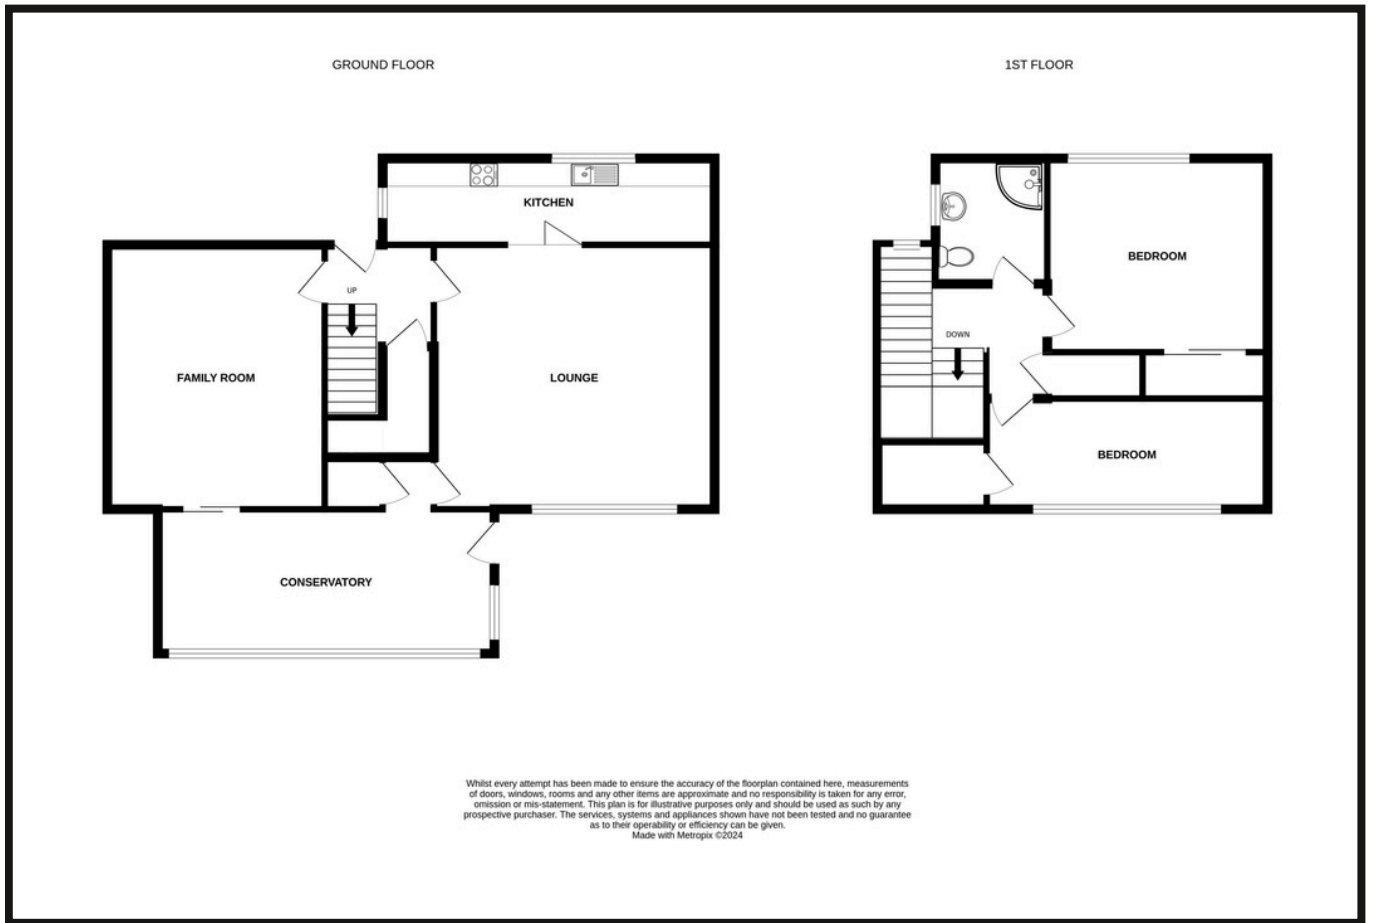 GROUND FLOOR
1ST FLOOR
KITCHEN
UP
FAMILY ROOM
LOUNGE
CONSERVATORY
BEDROOM
DOWN
BEDROOM
Whilst every attempt has been made to ensure the accuracy of the floorplan contained here, measurements
of doors, windows, rooms and any other items are approximate and no responsibility is taken for any error,
omission or mis-statement. This plan is for illustrative purposes only and should be used as such by any
prospective purchaser. The services, systems and appliances shown have not been tested and no guarantee
as to their operability or efficiency can be given.
Made with Metropix ©2024